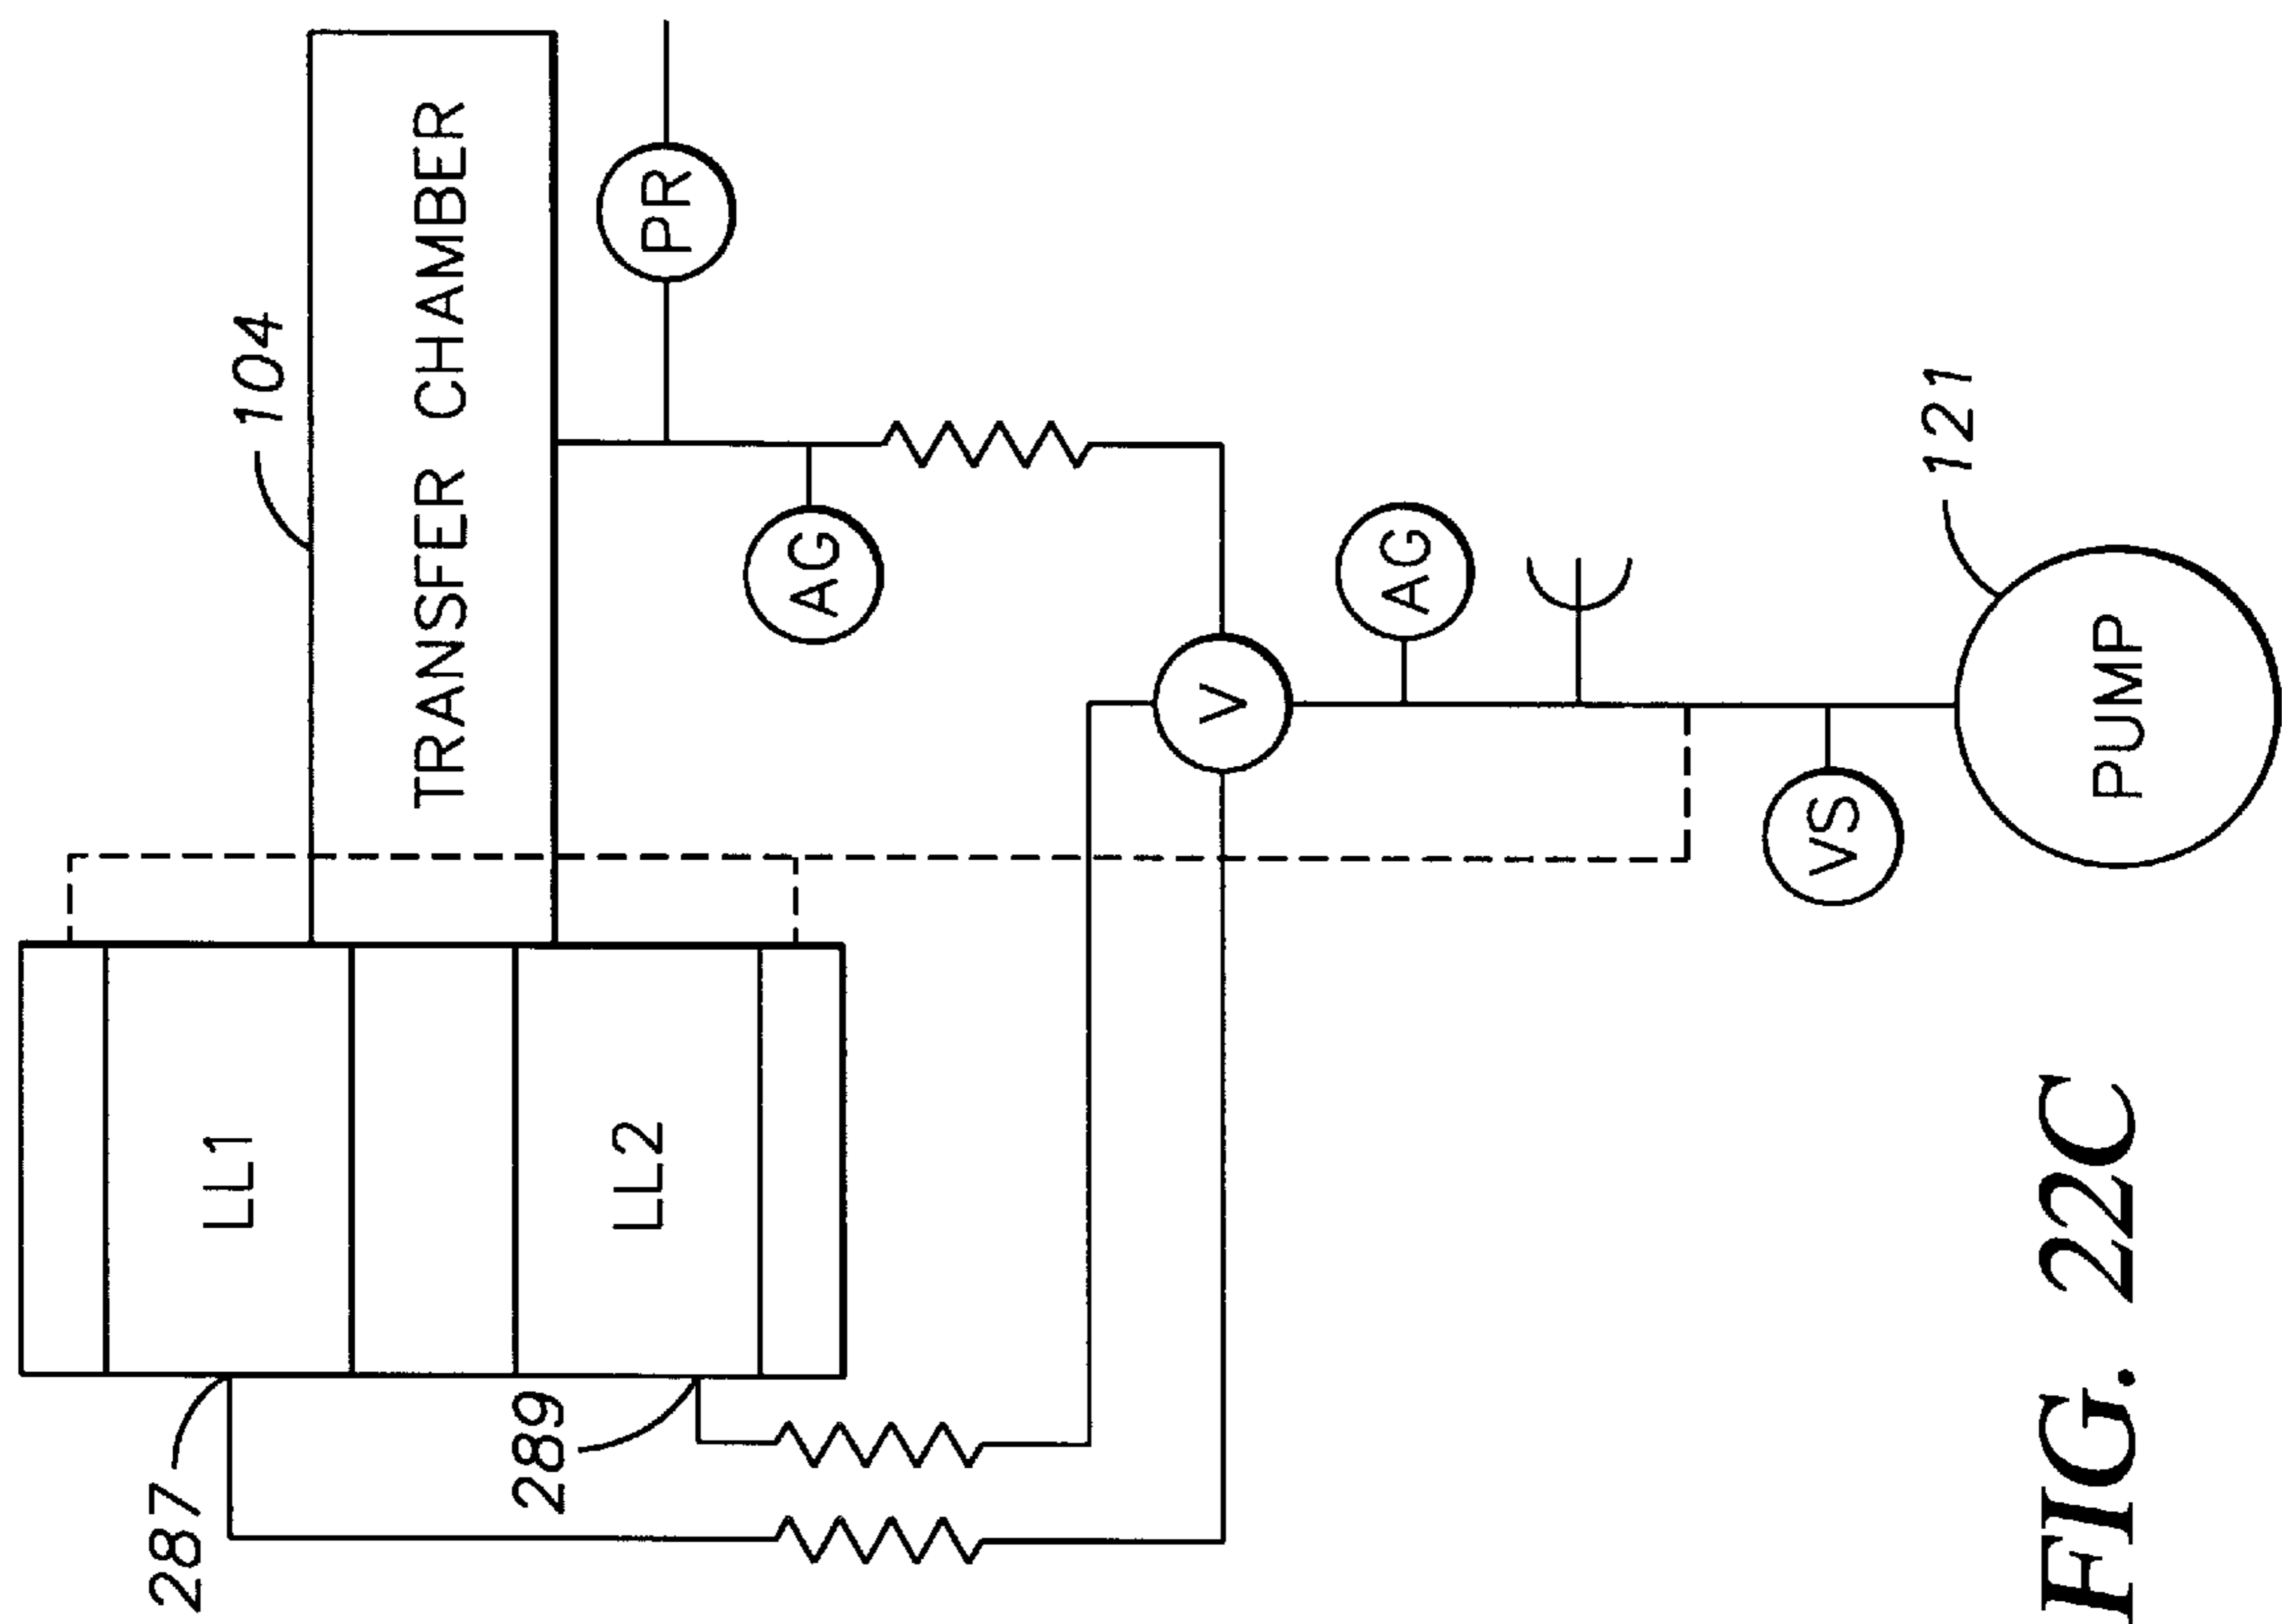 287
LL1
104
TRANSFER CHAMBER
289
LL2
PR
AG
V
AG
VS
121
PUMP
FIG. 22C